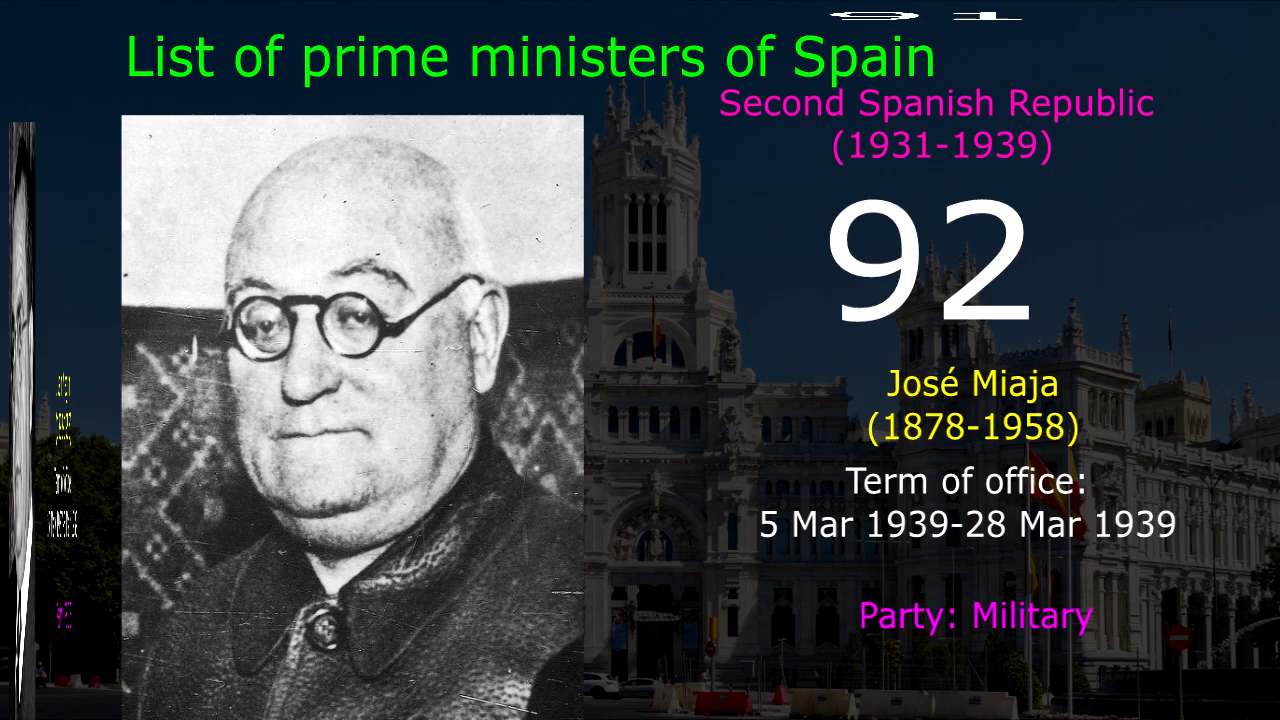 List of prime ministers of Spain
Second Spanish Republic
(1931-1939)
92
José Miaja
(1878-1958)
Term of office:
5 Mar 1939-28 Mar 1939
Party: Military